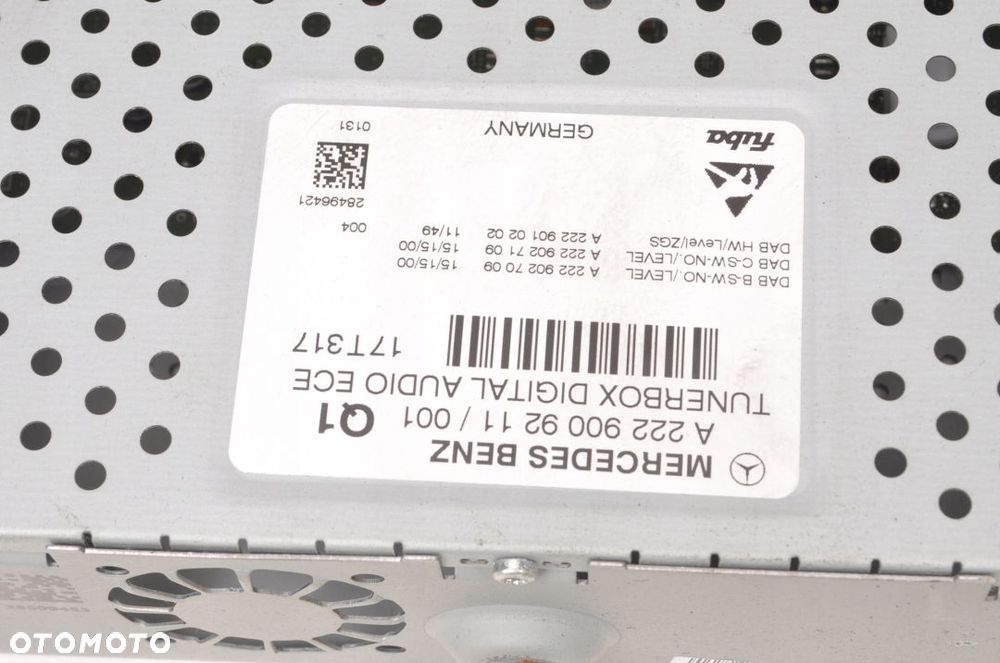 MERCEDES BENZ
A 222 900 92 11 / 001 Q1
TUNERBOX DIGITAL AUDIO ECE
17T317
DAB B-SW-NO./LEVEL A 222 902 70 09 15/15/00
DAB C-SW-NO./LEVEL A 222 902 71 09 15/15/00
DAB HW/Level/ZGS A 222 901 02 02 11/49
004
28496421
fuba
GERMANY
0131
OTOMOTO